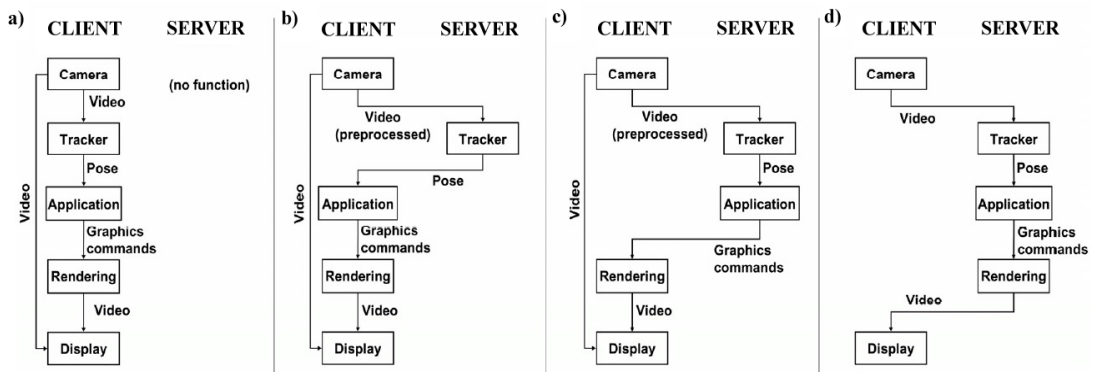 a)
CLIENT SERVER
Camera
(no function)
Video
Tracker
Pose
Video
Application
Graphics
commands
Rendering
Video
Display
b)
CLIENT SERVER
Camera
Video
(preprocessed)
Tracker
Pose
Video
Application
Graphics
commands
Rendering
Video
Display
c)
CLIENT SERVER
Camera
Video
(preprocessed)
Tracker
Pose
Video
Application
Graphics
commands
Rendering
Video
Display
d)
CLIENT SERVER
Camera
Video
Tracker
Pose
Application
Graphics
commands
Rendering
Video
Display